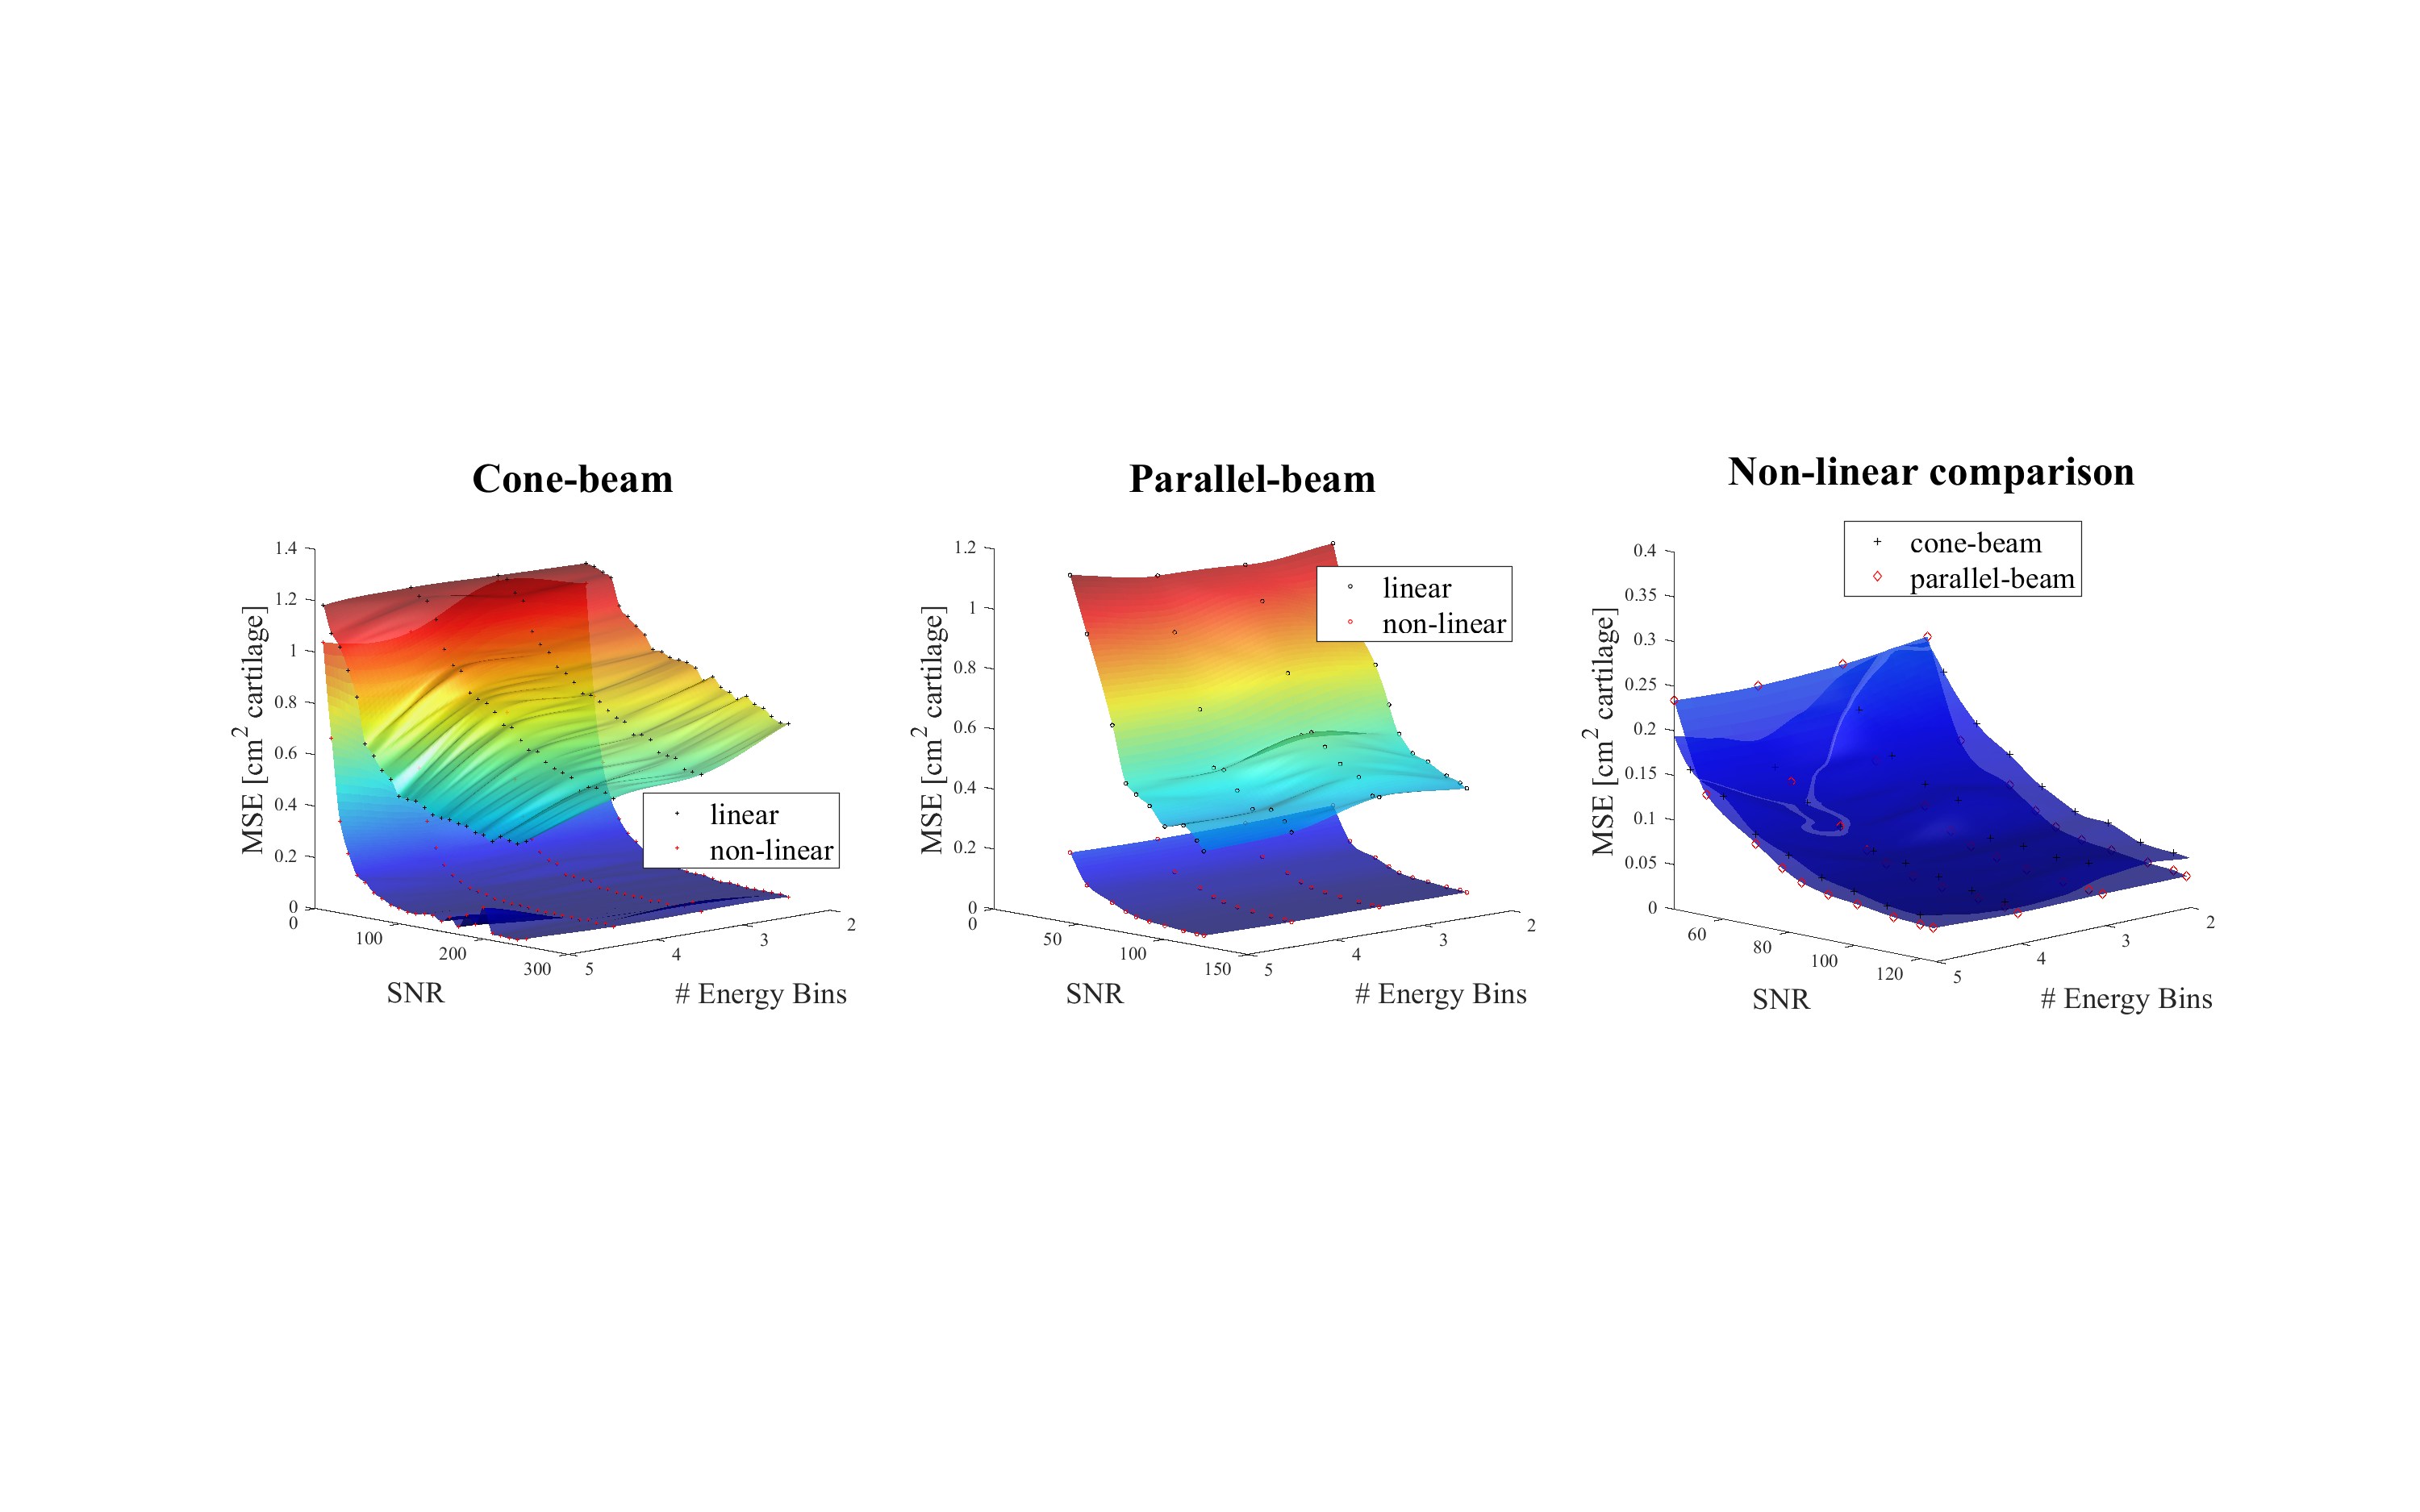 Cone-beam
MSE [cm² cartilage]
1.4
1.2
1
0.8
0.6
0.4
0.2
0
0
100
200
300
SNR
5
4
3
2
# Energy Bins
linear
non-linear
Parallel-beam
MSE [cm² cartilage]
1.2
1
0.8
0.6
0.4
0.2
0
0
50
100
150
SNR
5
4
3
2
# Energy Bins
linear
non-linear
Non-linear comparison
cone-beam
parallel-beam
MSE [cm² cartilage]
0.4
0.35
0.3
0.25
0.2
0.15
0.1
0.05
0
60
80
100
120
SNR
5
4
3
2
# Energy Bins